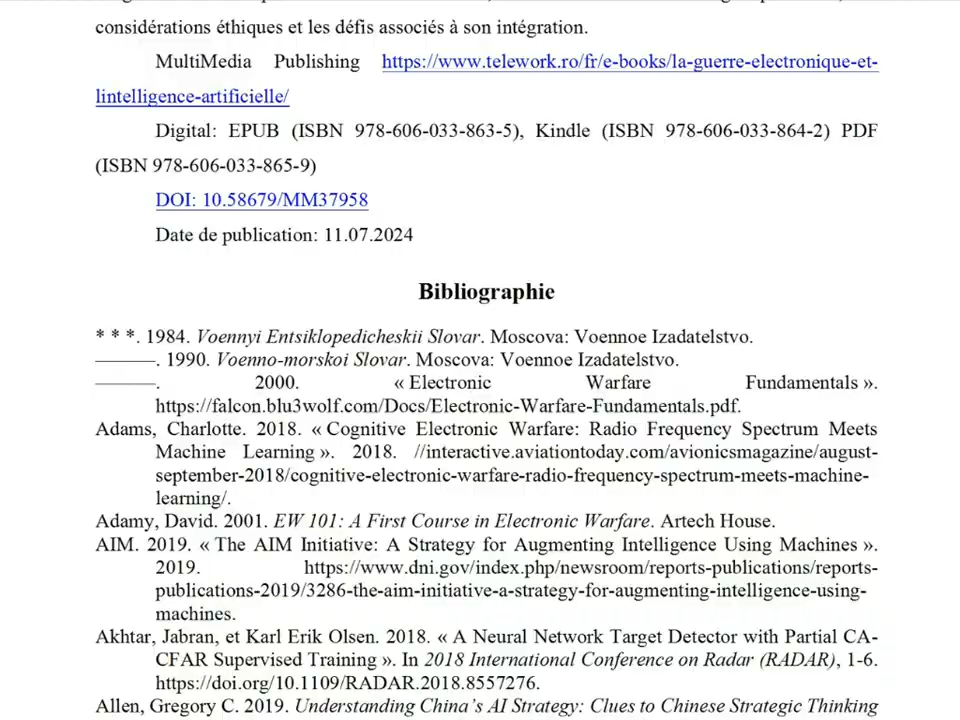 considérations éthiques et les défis associés à son intégration.
MultiMedia Publishing https://www.telework.ro/fr/e-books/la-guerre-electronique-et-
lintelligence-artificielle/
Digital: EPUB (ISBN 978-606-033-863-5), Kindle (ISBN 978-606-033-864-2) PDF
(ISBN 978-606-033-865-9)
DOI: 10.58679/MM37958
Date de publication: 11.07.2024
Bibliographie
* * *. 1984. Voennyi Entsiklopedicheskii Slovar. Moscova: Voennoe Izadatelstvo.
———. 1990. Voenno-morskoi Slovar. Moscova: Voennoe Izadatelstvo.
———. 2000. « Electronic Warfare Fundamentals ».
https://falcon.blu3wolf.com/Docs/Electronic-Warfare-Fundamentals.pdf.
Adams, Charlotte. 2018. « Cognitive Electronic Warfare: Radio Frequency Spectrum Meets
Machine Learning ». 2018. //interactive.aviationtoday.com/avionicsmagazine/august-
september-2018/cognitive-electronic-warfare-radio-frequency-spectrum-meets-machine-
learning/.
Adamy, David. 2001. EW 101: A First Course in Electronic Warfare. Artech House.
AIM. 2019. « The AIM Initiative: A Strategy for Augmenting Intelligence Using Machines ».
2019. https://www.dni.gov/index.php/newsroom/reports-publications/reports-
publications-2019/3286-the-aim-initiative-a-strategy-for-augmenting-intelligence-using-
machines.
Akhtar, Jabran, et Karl Erik Olsen. 2018. « A Neural Network Target Detector with Partial CA-
CFAR Supervised Training ». In 2018 International Conference on Radar (RADAR), 1-6.
https://doi.org/10.1109/RADAR.2018.8557276.
Allen, Gregory C. 2019. Understanding China's AI Strategy: Clues to Chinese Strategic Thinking